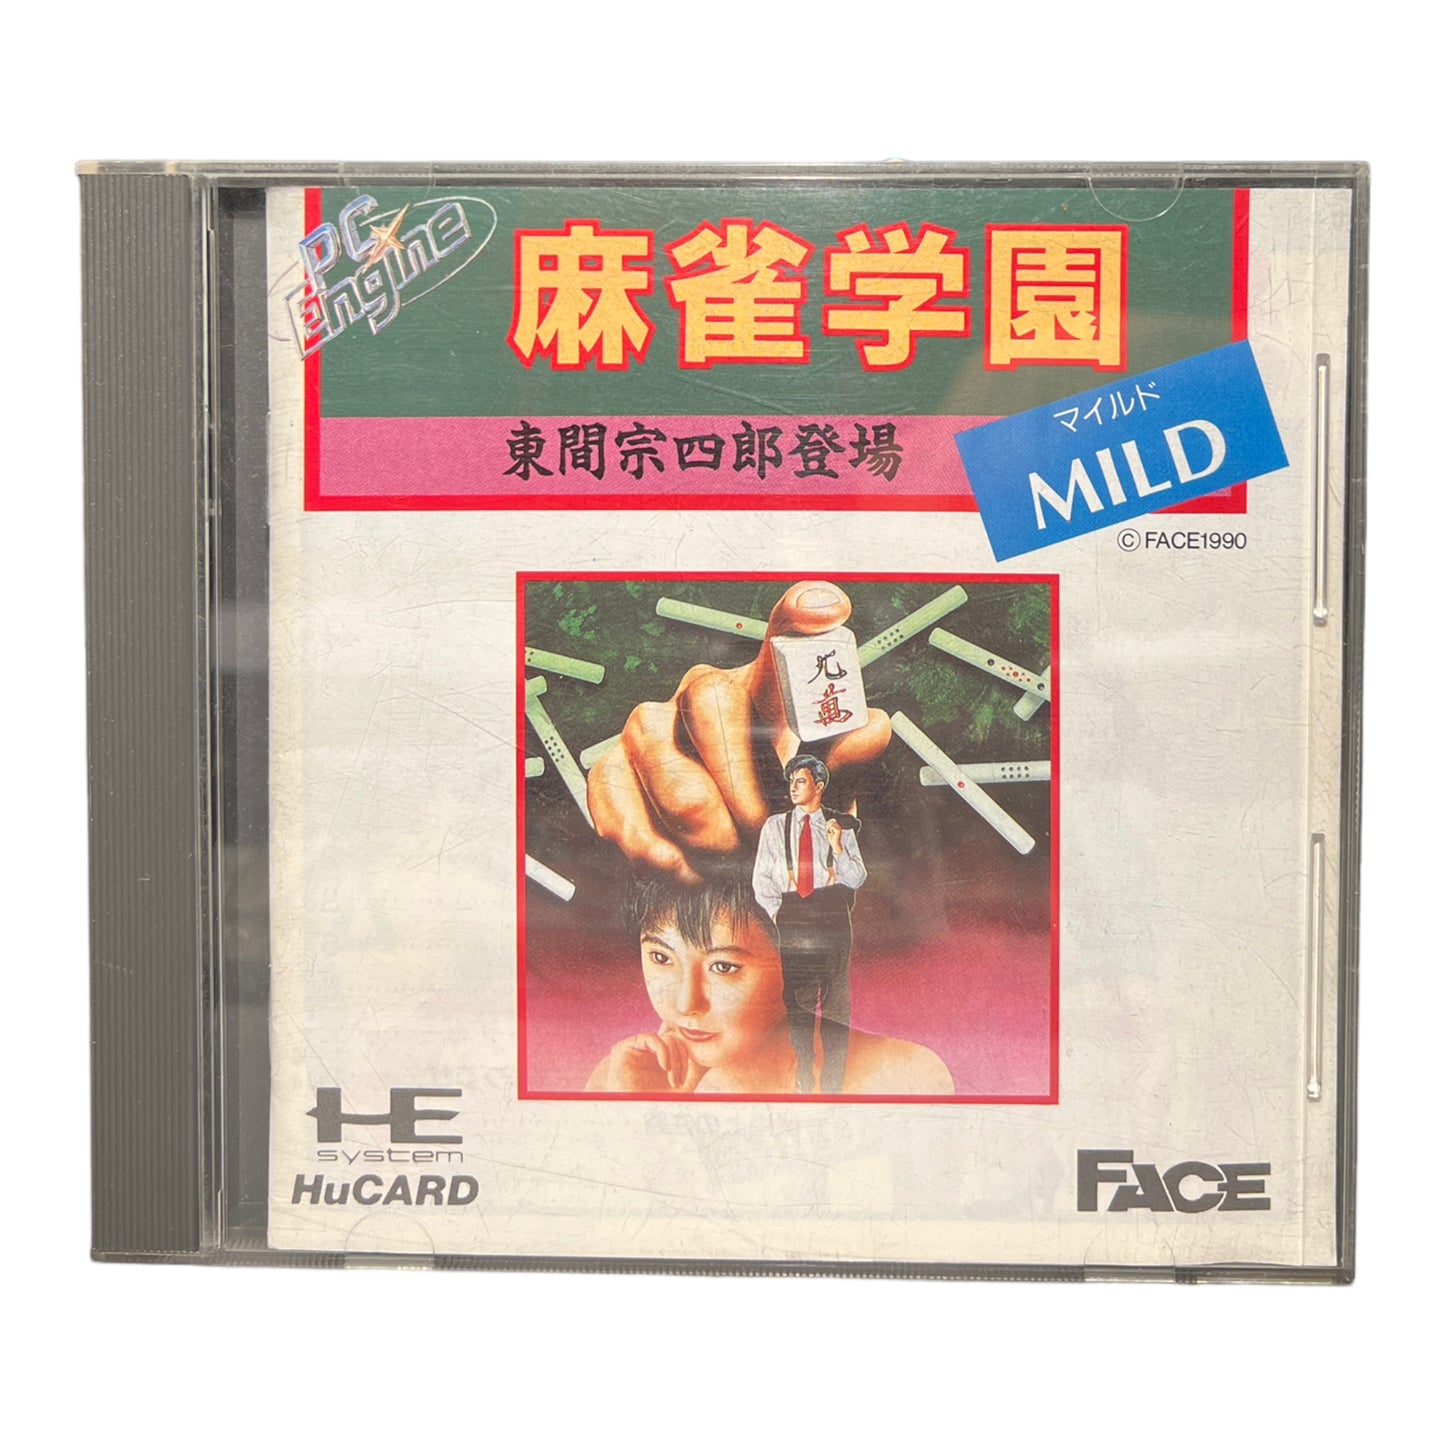 PC Engine
麻雀学園
東間宗四郎登場
マイルド
MILD
©FACE1990
九萬
HE
system
HuCARD
FACE